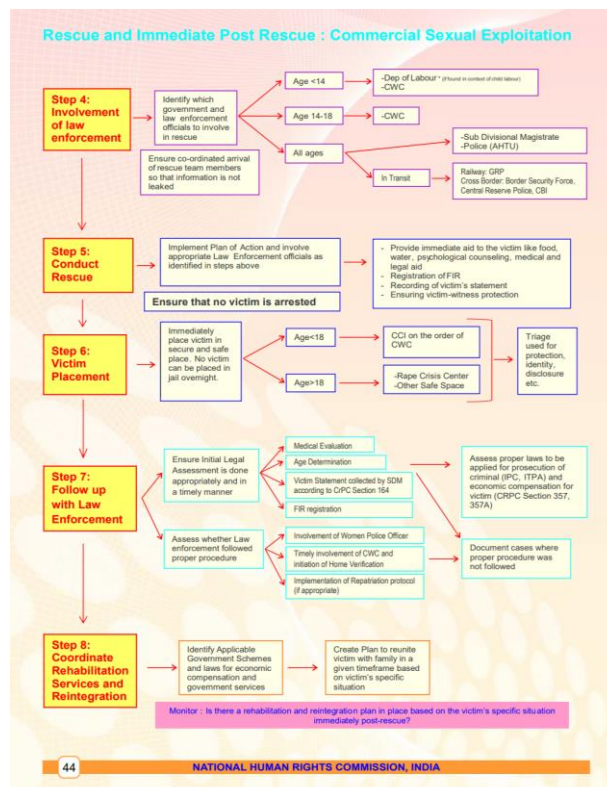 Rescue and Immediate Post Rescue : Commercial Sexual Exploitation
Step 4:
Involvement
of law
enforcement
Identify which
government and
law enforcement
officials to involve
in rescue
Ensure co-ordinated arrival
of rescue team members
so that information is not
leaked
Age <14
-Dep of Labour * (if found in context of child labour)
-CWC
Age 14-18
-CWC
All ages
-Sub Divisional Magistrate
-Police (AHTU)
In Transit
Railway: GRP
Cross Border: Border Security Force,
Central Reserve Police, CBI
Step 5:
Conduct
Rescue
Implement Plan of Action and involve
appropriate Law Enforcement officials as
identified in steps above
Ensure that no victim is arrested
- Provide immediate aid to the victim like food,
water, psychological counseling, medical and
legal aid
- Registration of FIR
- Recording of victim's statement
- Ensuring victim-witness protection
Step 6:
Victim
Placement
Immediately
place victim in
secure and safe
place. No victim
can be placed in
jail overnight.
Age<18
CCI on the order of
CWC
Age>18
-Rape Crisis Center
-Other Safe Space
Triage
used for
protection,
identity,
disclosure
etc.
Step 7:
Follow up
with Law
Enforcement
Ensure Initial Legal
Assessment is done
appropriately and in
a timely manner
Medical Evaluation
Age Determination
Victim Statement collected by SDM
according to CrPC Section 164
FIR registration
Assess proper laws to be
applied for prosecution of
criminal (IPC, ITPA) and
economic compensation for
victim (CRPC Section 357,
357A)
Assess whether Law
enforcement followed
proper procedure
Involvement of Women Police Officer
Timely involvement of CWC and
initiation of Home Verification
Implementation of Repatriation protocol
(if appropriate)
Document cases where
proper procedure was
not followed
Step 8:
Coordinate
Rehabilitation
Services and
Reintegration
Identify Applicable
Government Schemes
and laws for economic
compensation and
government services
Create Plan to reunite
victim with family in a
given timeframe based
on victim's specific
situation
Monitor : Is there a rehabilitation and reintegration plan in place based on the victim's specific situation
immediately post-rescue?
44
NATIONAL HUMAN RIGHTS COMMISSION, INDIA